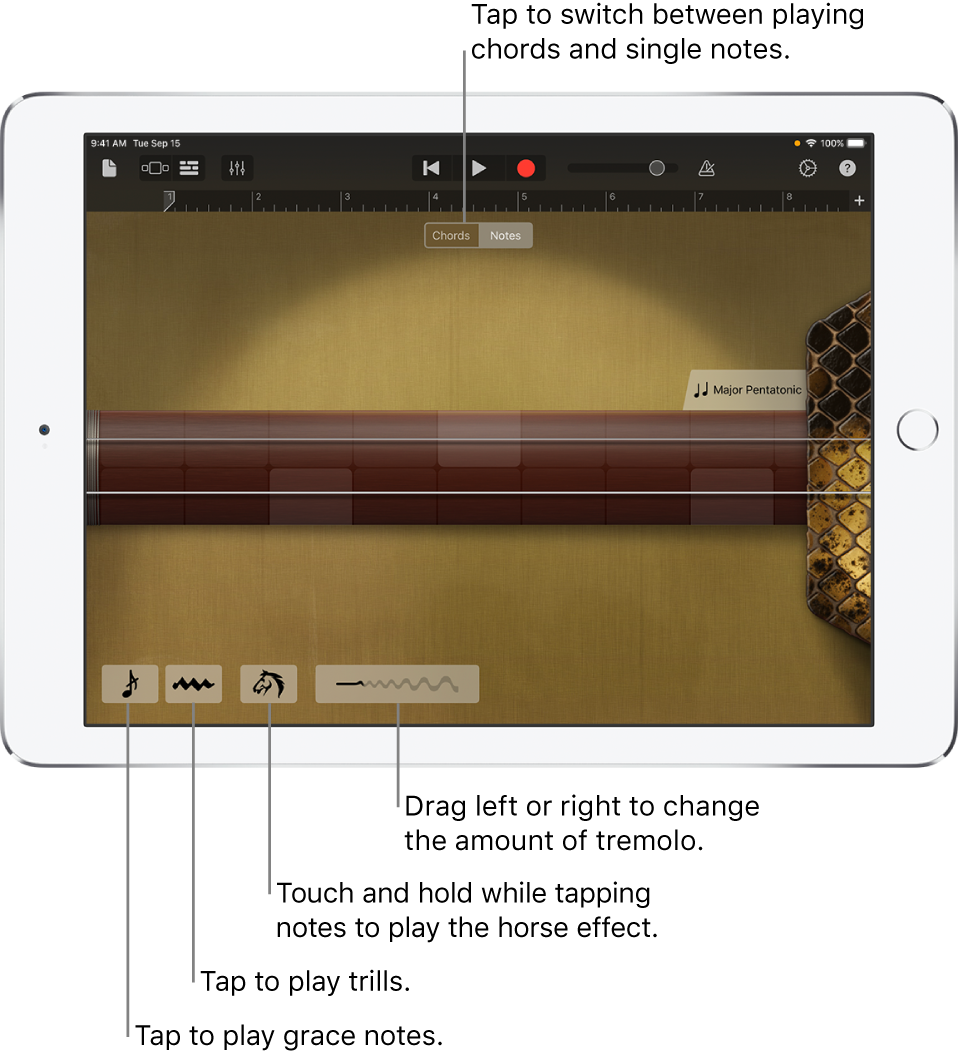 Tap to switch between playing
chords and single notes.
9:41 AM Tue Sep 15
100%
?
1 2 3 4 5 6 7 8 +
Chords Notes
Major Pentatonic
Drag left or right to change
the amount of tremolo.
Touch and hold while tapping
notes to play the horse effect.
Tap to play trills.
Tap to play grace notes.